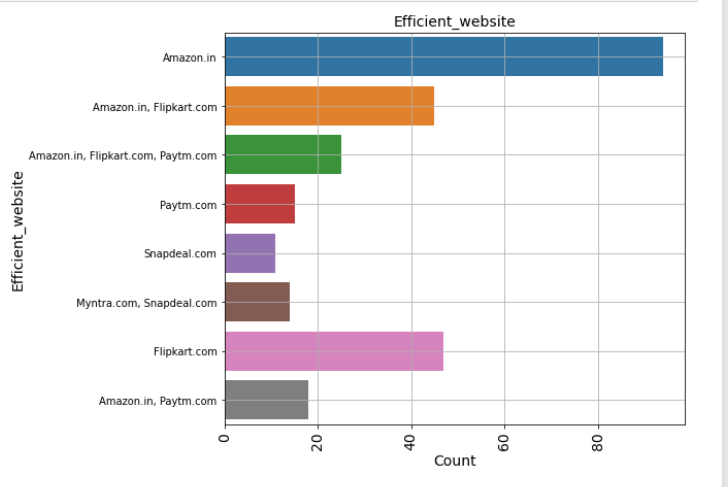 Efficient_website
Amazon.in
Amazon.in, Flipkart.com
Amazon.in, Flipkart.com, Paytm.com
Paytm.com
Snapdeal.com
Myntra.com, Snapdeal.com
Flipkart.com
Amazon.in, Paytm.com
Efficient_website
0
20
40
60
80
Count